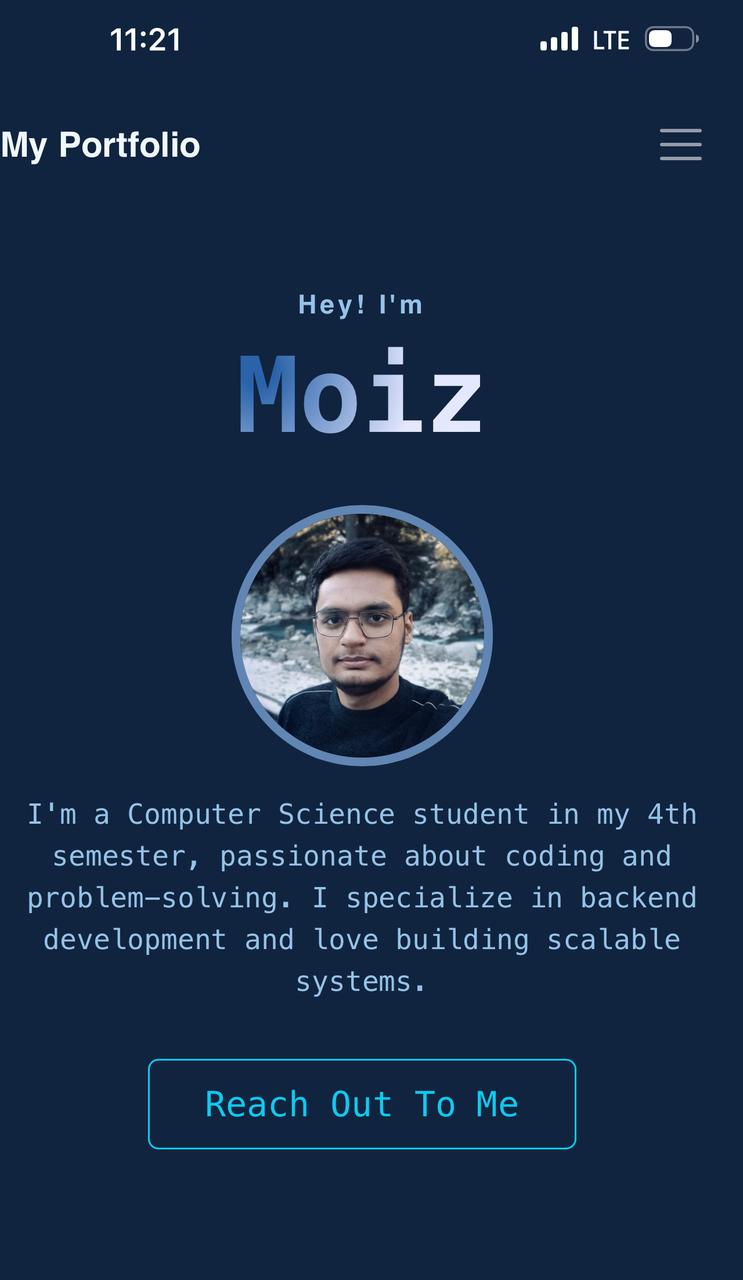 11:21 LTE
My Portfolio
Hey! I'm
Moiz
I'm a Computer Science student in my 4th
semester, passionate about coding and
problem-solving. I specialize in backend
development and love building scalable
systems.
Reach Out To Me